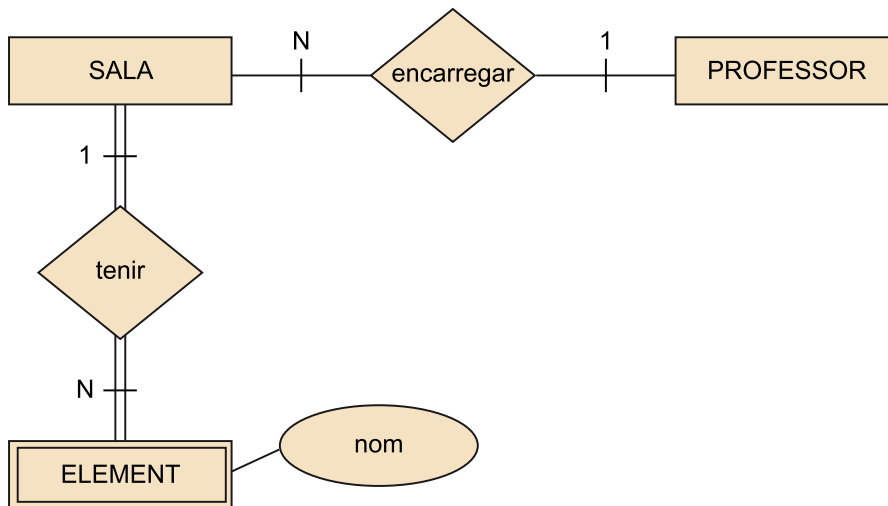 N
1
SALA
encarregar
PROFESSOR
1
tenir
N
nom
ELEMENT